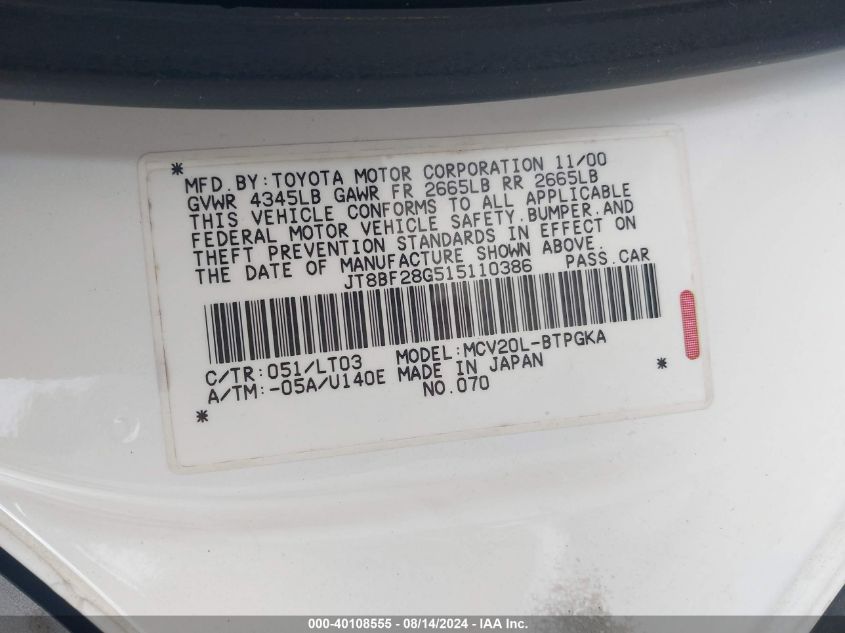 * MFD.BY:TOYOTA MOTOR CORPORATION 11/00
GVWR 4345LB GAWR FR 2665LB RR 2665LB
THIS VEHICLE CONFORMS TO ALL APPLICABLE
FEDERAL MOTOR VEHICLE SAFETY,BUMPER,AND
THEFT PREVENTION STANDARDS IN EFFECT ON
THE DATE OF MANUFACTURE SHOWN ABOVE.
JT8BF28G515110386 PASS.CAR
C/TR:051/LT03 MODEL:MCV20L-BTPGKA
A/TM:-05A/U140E MADE IN JAPAN
* NO.070 *
000-40108555 - 08/14/2024 - IAA Inc.